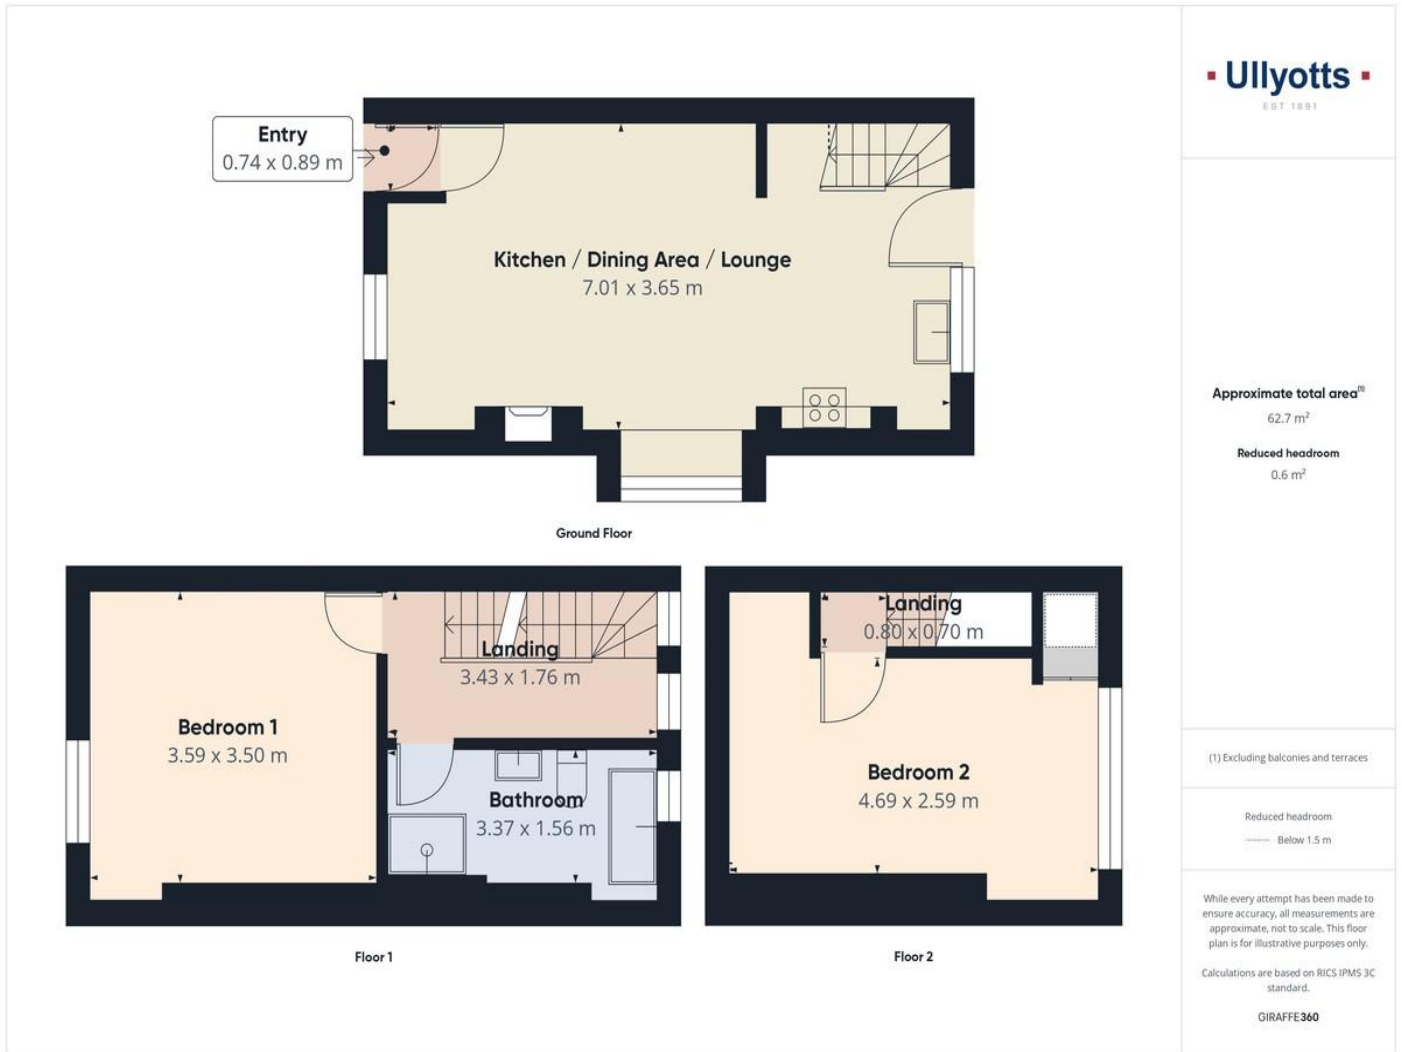 Entry
0.74 x 0.89 m
Kitchen / Dining Area / Lounge
7.01 x 3.65 m
Ground Floor
Bedroom 1
3.59 x 3.50 m
Landing
3.43 x 1.76 m
Bathroom
3.37 x 1.56 m
Floor 1
Landing
0.80 x 0.70 m
Bedroom 2
4.69 x 2.59 m
Floor 2
Ullyotts
EST 1891
Approximate total area(1)
62.7 m²
Reduced headroom
0.6 m²
(1) Excluding balconies and terraces
Reduced headroom
Below 1.5 m
While every attempt has been made to
ensure accuracy, all measurements are
approximate, not to scale. This floor
plan is for illustrative purposes only.
Calculations are based on RICS IPMS 3C
standard.
GIRAFFE360